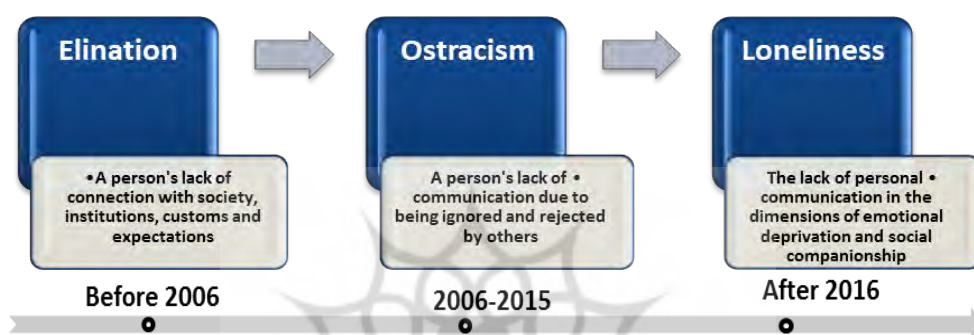 Elination
Ostracism
Loneliness
•A person's lack of
connection with society,
institutions, customs and
expectations
A person's lack of •
communication due to
being ignored and rejected
by others
The lack of personal •
communication in the
dimensions of emotional
deprivation and social
companionship
Before 2006
2006-2015
After 2016